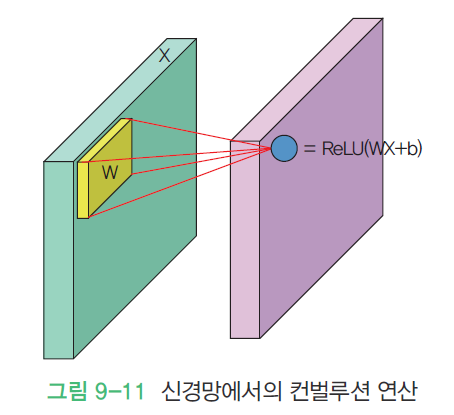 X
W
= ReLU(WX+b)
그림 9-11 신경망에서의 컨벌루션 연산